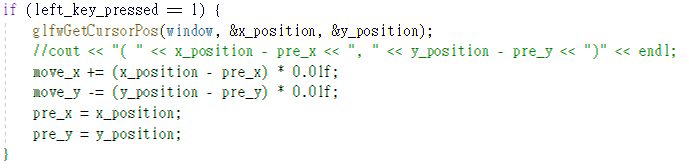 if (left_key_pressed == 1) {
glfwGetCursorPos(window, &x_position, &y_position);
//cout << "( " << x_position - pre_x << ", " << y_position - pre_y << ")" << endl;
move_x += (x_position - pre_x) * 0.01f;
move_y -= (y_position - pre_y) * 0.01f;
pre_x = x_position;
pre_y = y_position;
}